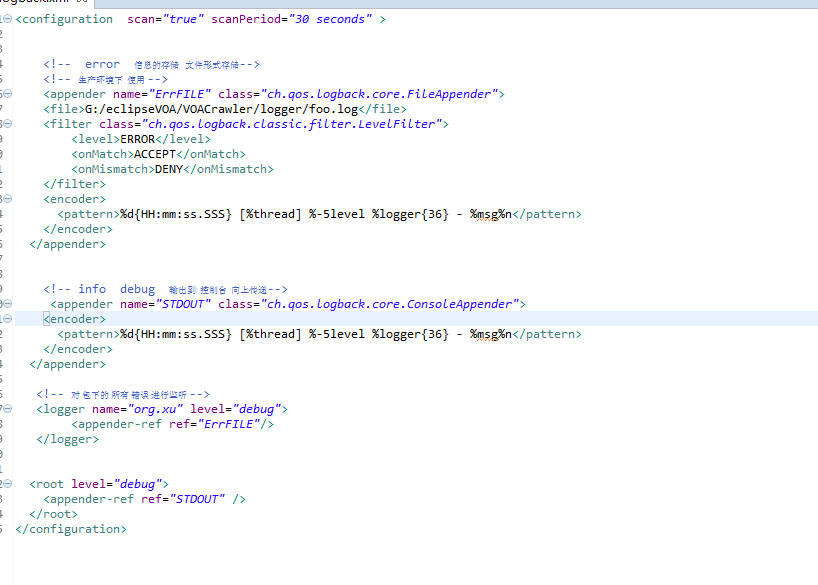 <configuration  scan="true" scanPeriod="30 seconds" >
<!--  error  信息的存储 文件形式存储-->
<!-- 生产环境下 使用 -->
<appender name="ErrFILE" class="ch.qos.logback.core.FileAppender">
<file>G:/eclipseVOA/VOACrawler/logger/foo.log</file>
<filter class="ch.qos.logback.classic.filter.LevelFilter">
<level>ERROR</level>
<onMatch>ACCEPT</onMatch>
<onMismatch>DENY</onMismatch>
</filter>
<encoder>
<pattern>%d{HH:mm:ss.SSS} [%thread] %-5level %logger{36} - %msg%n</pattern>
</encoder>
</appender>
<!-- info  debug  输出到 控制台 向上传递-->
<appender name="STDOUT" class="ch.qos.logback.core.ConsoleAppender">
<encoder>
<pattern>%d{HH:mm:ss.SSS} [%thread] %-5level %logger{36} - %msg%n</pattern>
</encoder>
</appender>
<!-- 对 包下的 所有 错误 进行监听 -->
<logger name="org.xu" level="debug">
<appender-ref ref="ErrFILE"/>
</logger>
<root level="debug">
<appender-ref ref="STDOUT" />
</root>
</configuration>